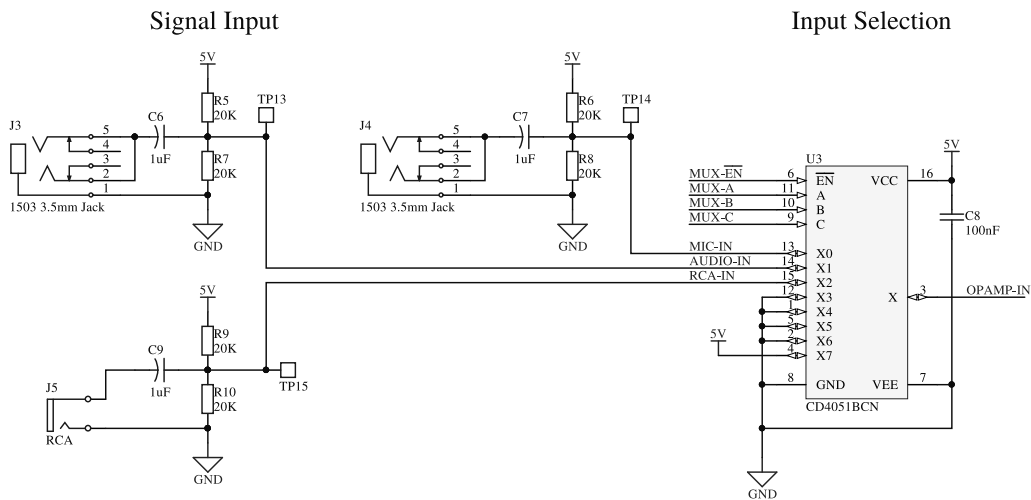 Signal Input
Input Selection
5V
R5
20K
TP13
J3
C6
1uF
5
4
3
2
1
R7
20K
1503 3.5mm Jack
GND
5V
R6
20K
TP14
J4
C7
1uF
5
4
3
2
1
R8
20K
1503 3.5mm Jack
GND
5V
U3
MUX-EN
6
EN
VCC
16
MUX-A
11
A
MUX-B
10
B
MUX-C
9
C
C8
100nF
MIC-IN
13
X0
AUDIO-IN
14
X1
RCA-IN
15
X2
12
X3
X
3
OPAMP-IN
1
X4
5
X5
2
X6
5V
4
X7
8
GND
VEE
7
CD4051BCN
GND
5V
R9
20K
C9
1uF
TP15
J5
R10
20K
RCA
GND